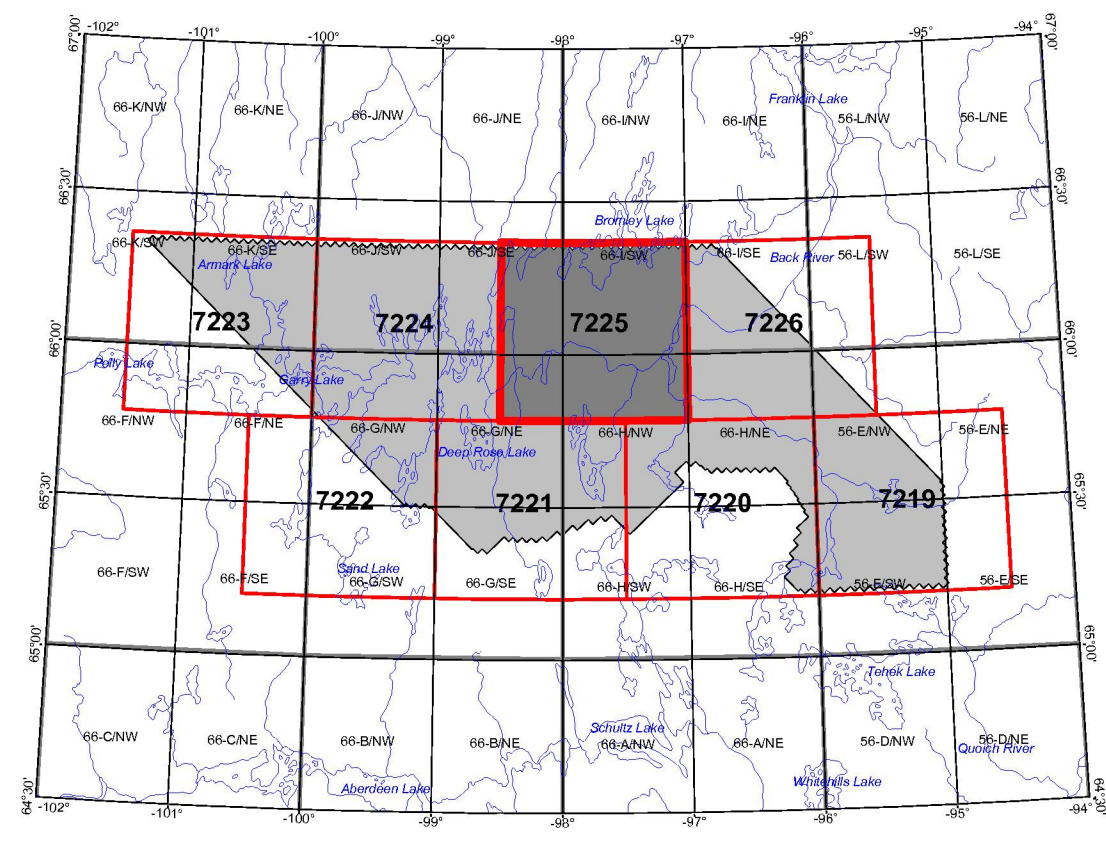 -102° -101° -100° -99° -98° -97° -96° -95° -94°
67°00' 67°00'
Franklin Lake
66-K/NW 66-K/NE 66-J/NW 66-J/NE 66-I/NW 66-I/NE 56-L/NW 56-L/NE
66°30' 66°30'
Bromley Lake
66-K/SW 66-K/SE 66-J/SW 66-J/SE 66-I/SW 66-I/SE 56-L/SW 56-L/SE
Armark Lake Back River
7223 7224 7225 7226
66°00' 66°00'
Pelly Lake Garry Lake
66-F/NW 66-F/NE 66-G/NW 66-G/NE 66-H/NW 66-H/NE 56-E/NW 56-E/NE
Deep Rose Lake
65°30' 65°30'
7222 7221 7220 7219
Sand Lake
66-F/SW 66-F/SE 66-G/SW 66-G/SE 66-H/SW 66-H/SE 56-E/SW 56-E/SE
65°00' 65°00'
Tehek Lake
Schultz Lake
66-C/NW 66-C/NE 66-B/NW 66-B/NE 66-A/NW 66-A/NE 56-D/NW 56-D/NE
Quoich River
Aberdeen Lake Whitehills Lake
64°30' 64°30'
-102° -101° -100° -99° -98° -97° -96° -95° -94°